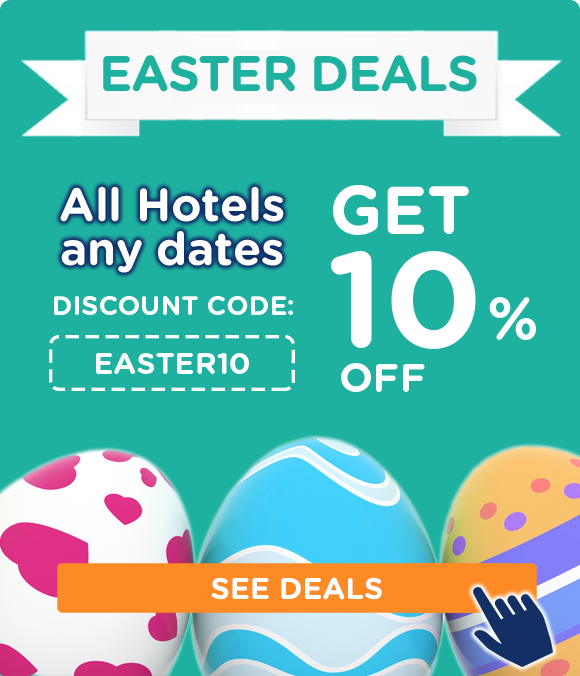 EASTER DEALS
All Hotels
any dates
DISCOUNT CODE:
EASTER10
GET
10%
OFF
SEE DEALS